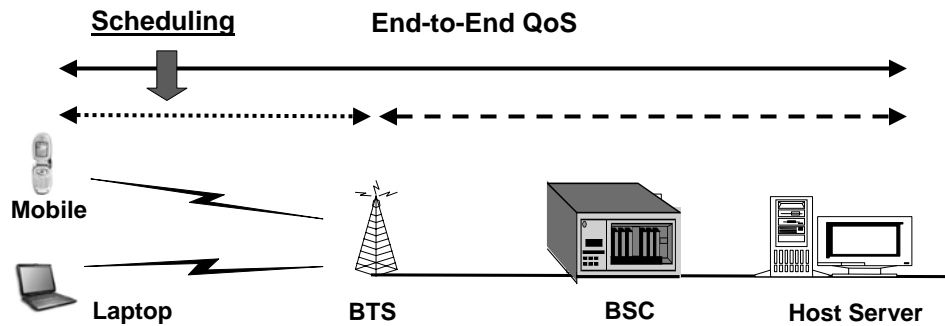 Scheduling
End-to-End QoS
Mobile
Laptop
BTS
BSC
Host Server